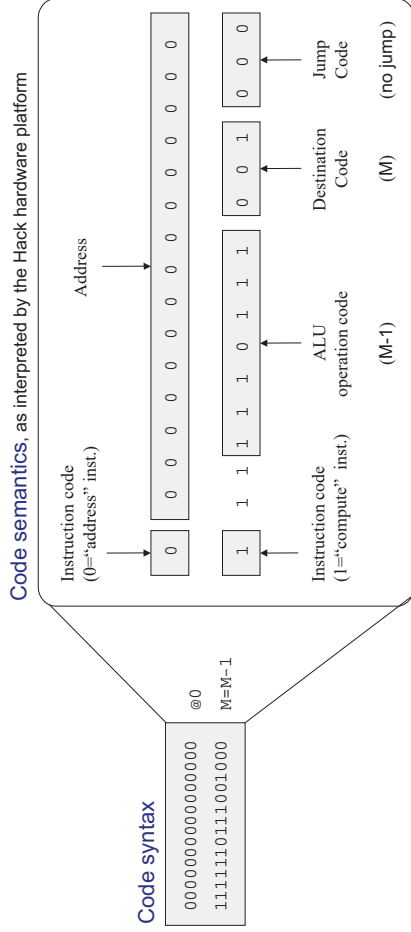 Code semantics, as interpreted by the Hack hardware platform
Code syntax
0000000000000000 @0
1111110111001000 M=M-1
Instruction code
(0="address" inst.)
Address
0 0 0 0 0 0 0 0 0 0 0 0 0 0 0 0
1 1 1 1 1 1 0 1 1 1 0 0 1 0 0 0
Instruction code
(1="compute" inst.)
ALU
operation code
(M-1)
Destination
Code
(M)
Jump
Code
(no jump)